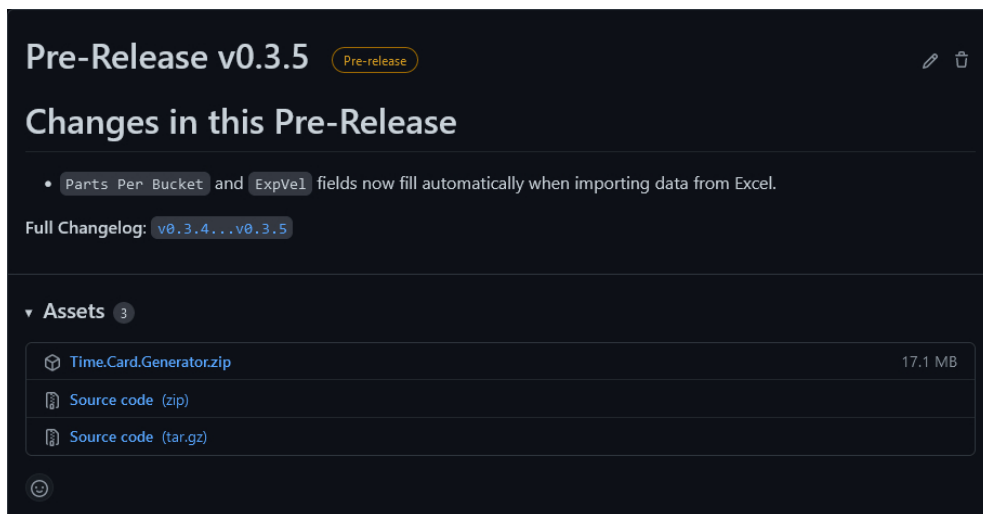 Pre-Release v0.3.5 Pre-release
Changes in this Pre-Release
• Parts Per Bucket and ExpVel fields now fill automatically when importing data from Excel.
Full Changelog: v0.3.4...v0.3.5
Assets 3
Time.Card.Generator.zip 17.1 MB
Source code (zip)
Source code (tar.gz)